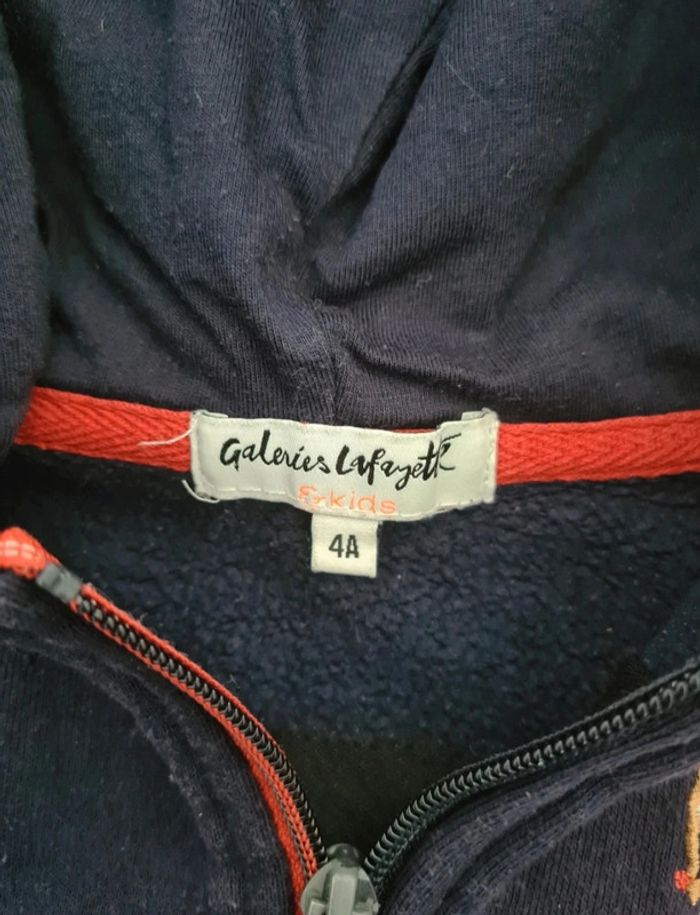 Galeries Lafayette
& kids
4A